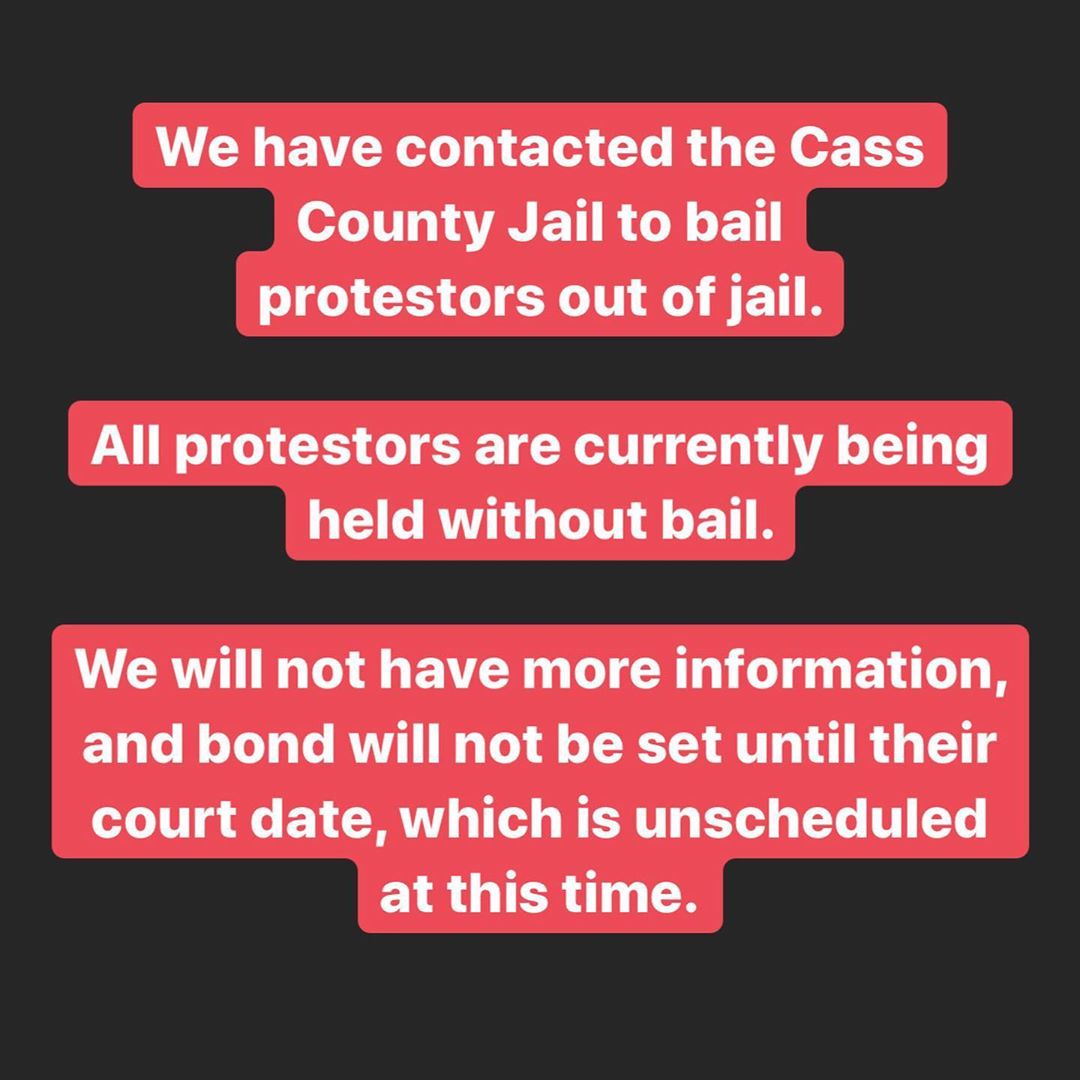 We have contacted the Cass
County Jail to bail
protestors out of jail.
All protestors are currently being
held without bail.
We will not have more information,
and bond will not be set until their
court date, which is unscheduled
at this time.